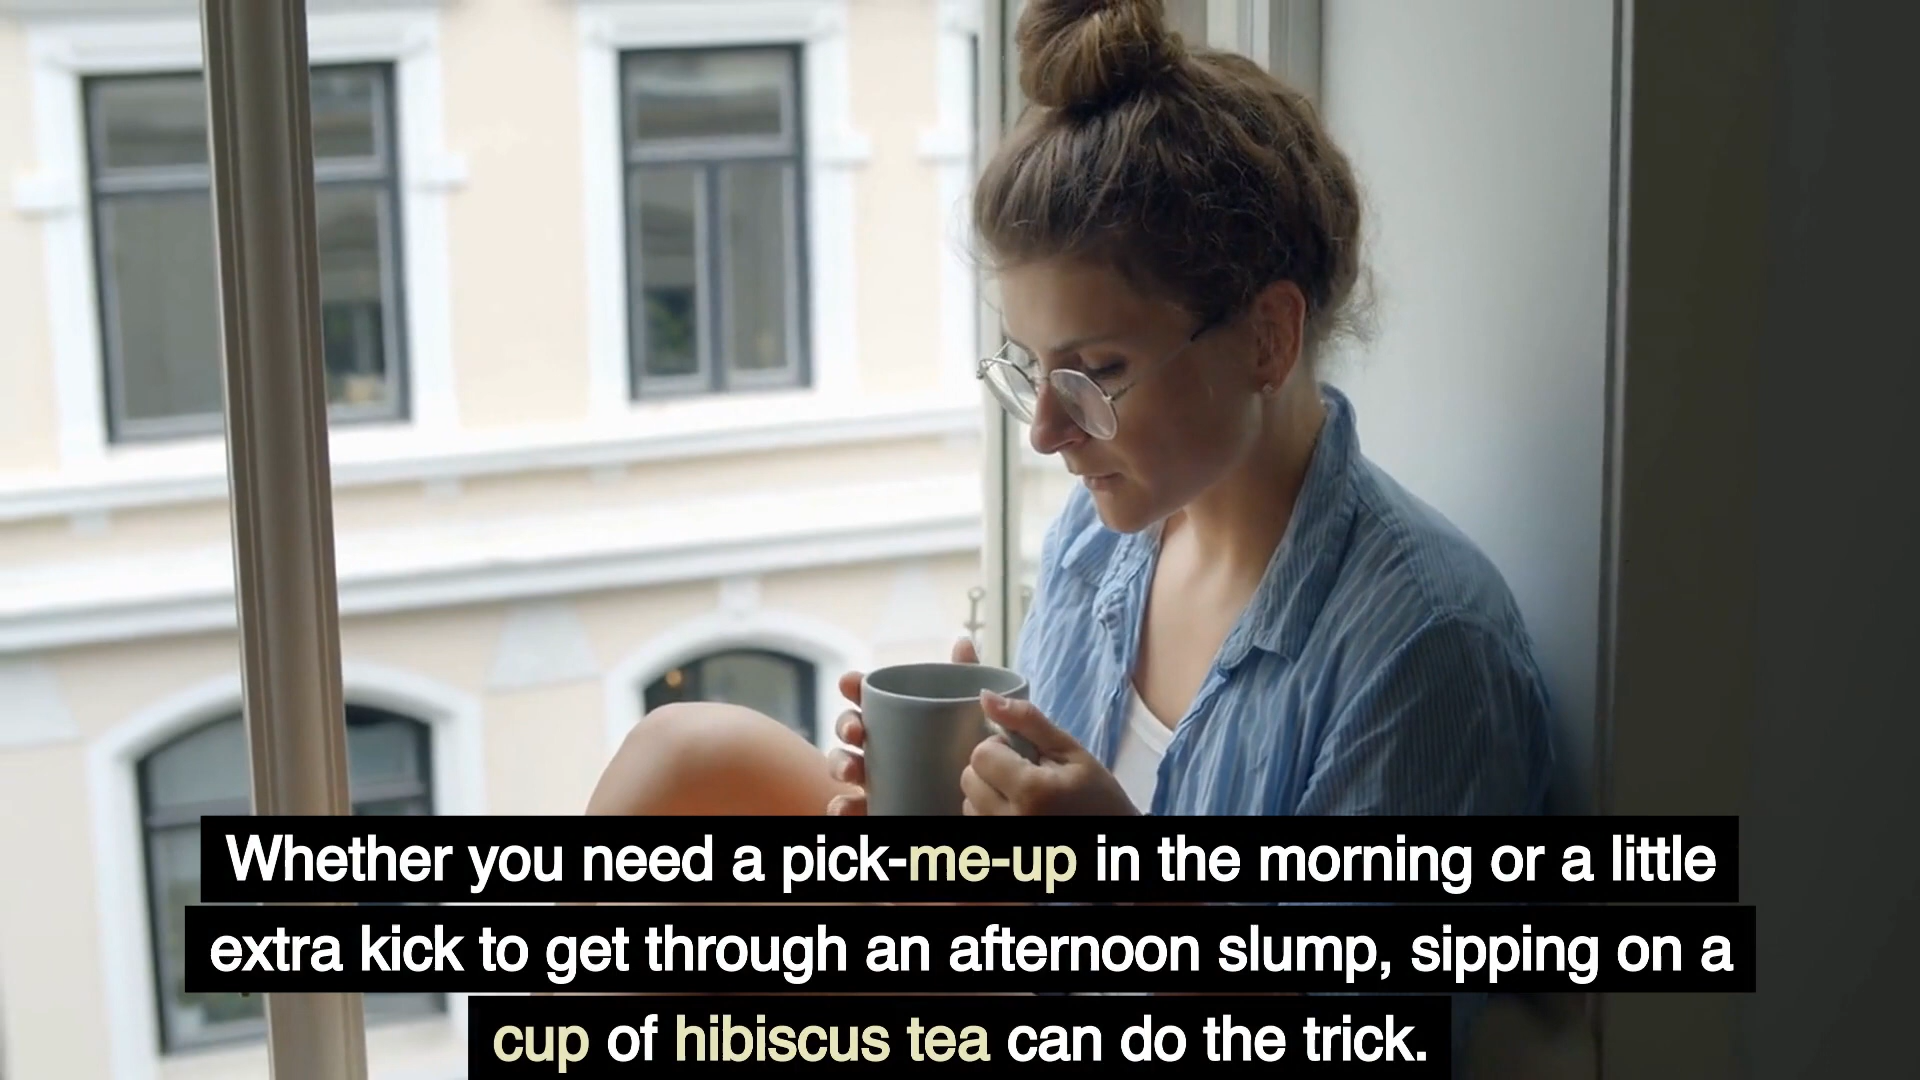 Whether you need a pick-me-up in the morning or a little
extra kick to get through an afternoon slump, sipping on a
cup of hibiscus tea can do the trick.